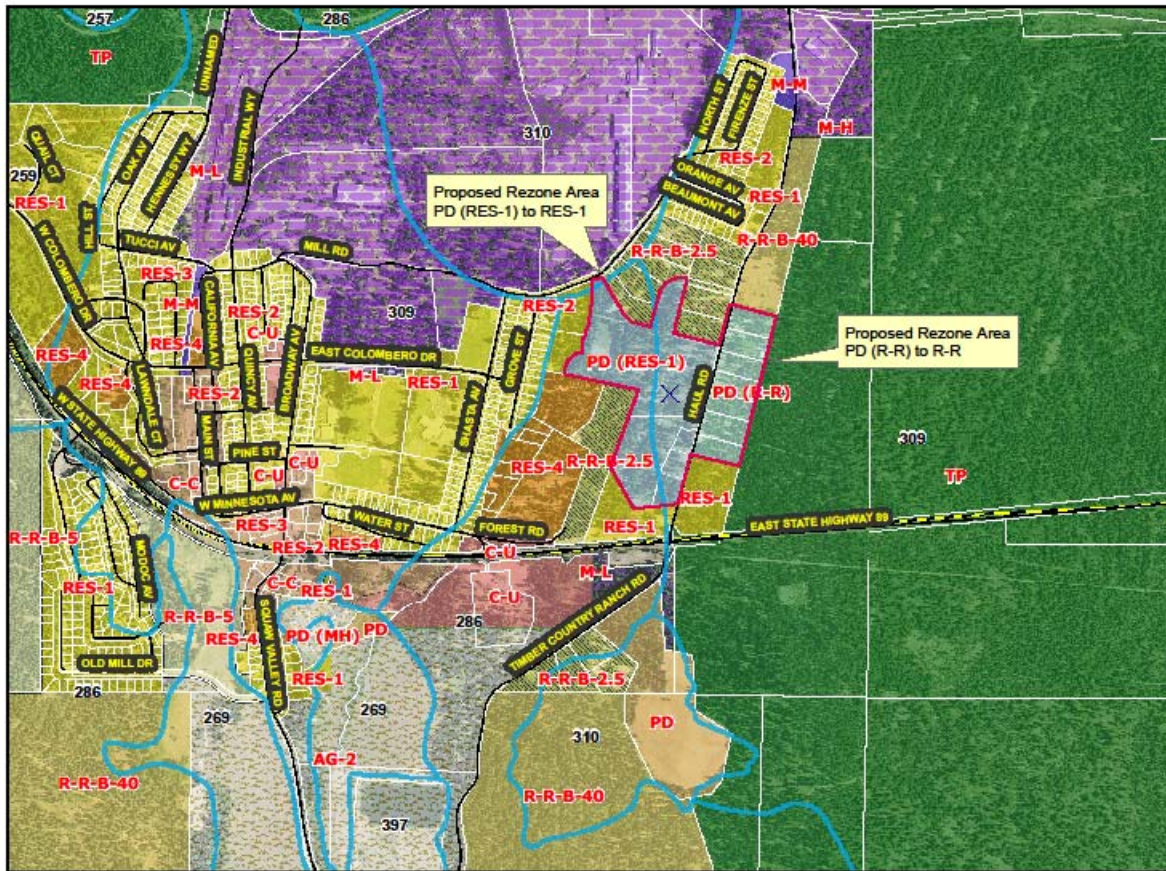 257
286
TP
UNNAMED
INDUSTRIAL WY
OAK AV
HENNESSY WY
M-L
QUAIL CT
259
RES-1
W COLOMBERO DR
HILL ST
TUCCI AV
MILL RD
310
NORTH ST
FIRENZE ST
M-M
M-H
RES-2
ORANGE AV
BEAUMONT AV
RES-1
R-R-B-40
Proposed Rezone Area
PD (RES-1) to RES-1
R-R-B-2.5
RES-3
M-M
RES-4
CALIFORNIA AV
RES-2
C-U
QUINCY AV
BROADWAY AV
309
RES-2
EAST COLOMBERO DR
M-L
RES-1
GROVE ST
SHASTA AV
PD (RES-1)
HAUL RD
PD (R-R)
Proposed Rezone Area
PD (R-R) to R-R
309
TP
RES-4
RES-4
LAWNDALE CT
RES-2
MAIN ST
W STATE HIGHWAY 89
PINE ST
C-U
C-U
C-C
W MINNESOTA AV
RES-3
WATER ST
RES-4
R-R-B-2.5
RES-1
RES-1
FOREST RD
EAST STATE HIGHWAY 89
R-R-B-5
MODOC AV
RES-1
R-R-B-5
OLD MILL DR
286
RES-2
RES-4
C-C
RES-1
C-U
C-U
M-L
286
RES-4
SQUAW VALLEY RD
PD (MH)
PD
RES-1
TIMBER COUNTRY RANCH RD
R-R-B-2.5
269
269
310
PD
AG-2
R-R-B-40
R-R-B-40
397